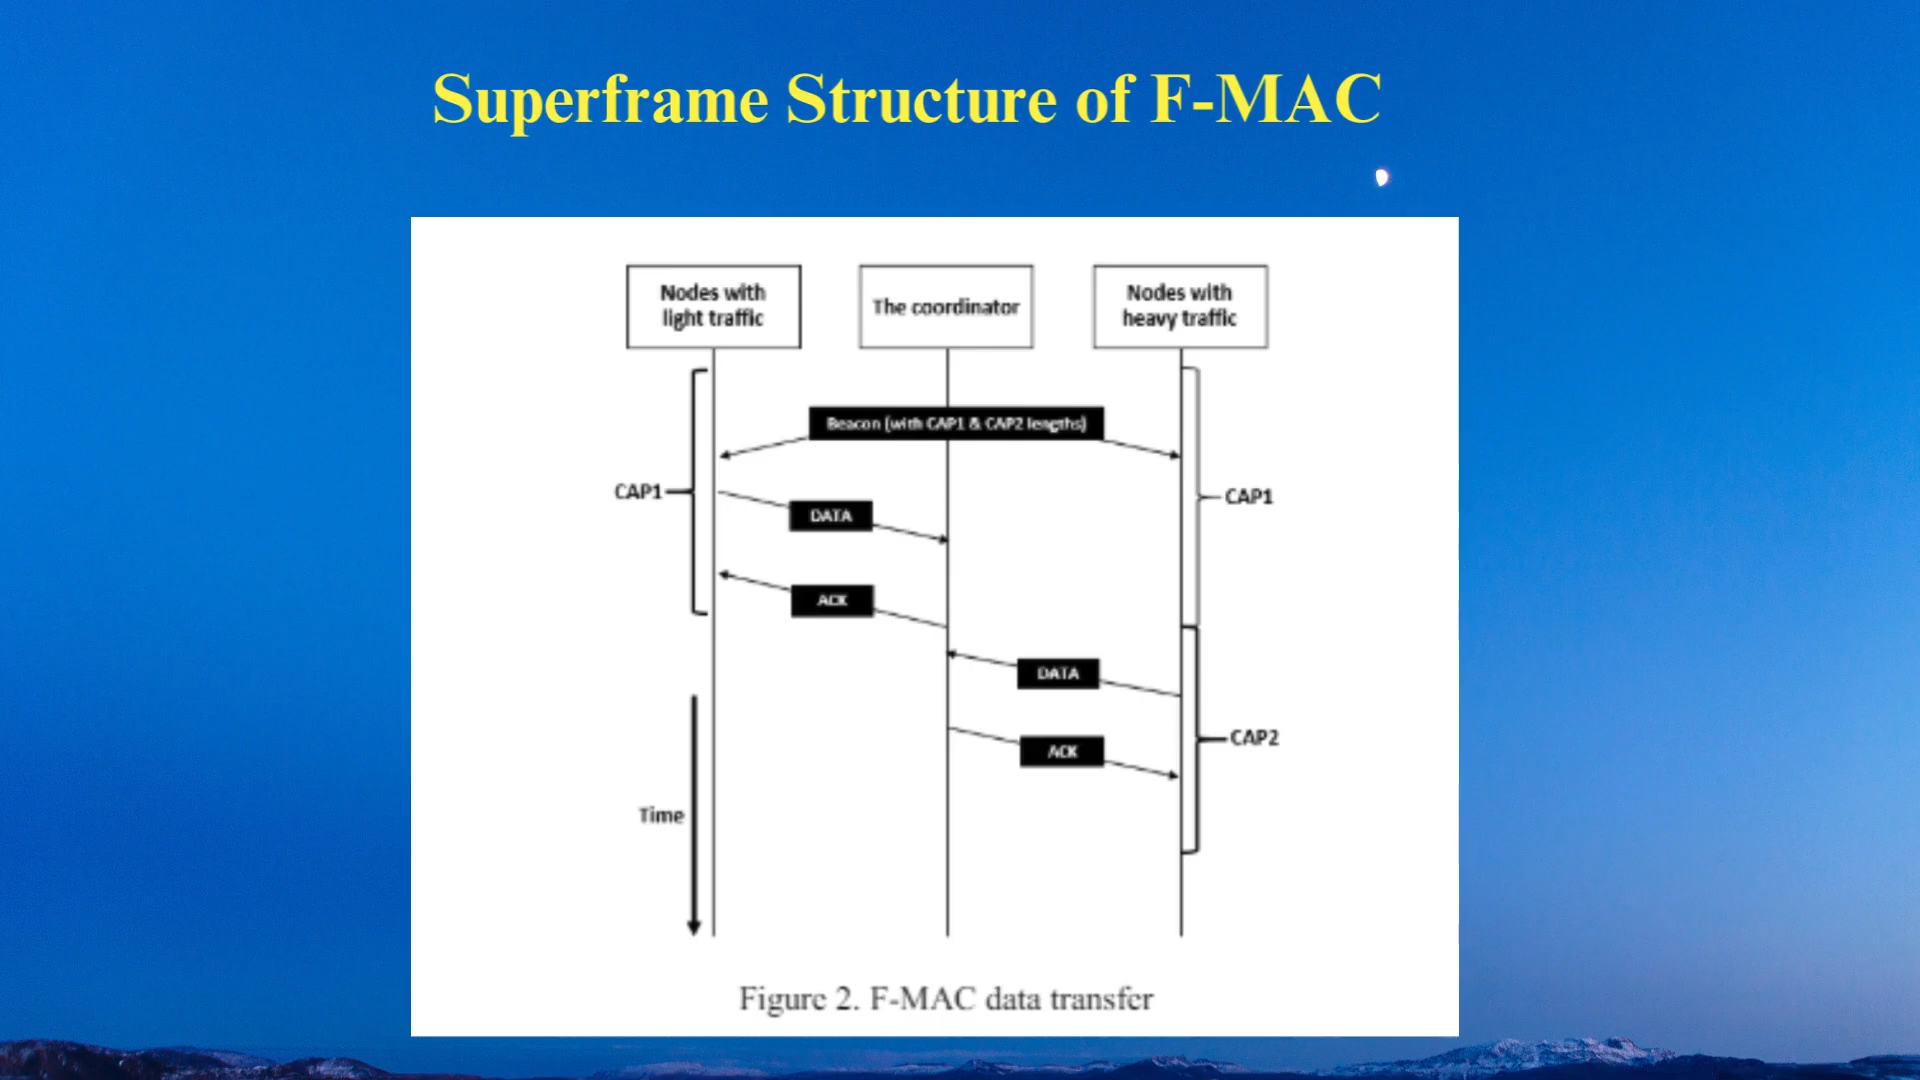 Superframe Structure of F-MAC
Nodes with
light traffic
The coordinator
Nodes with
heavy traffic
Beacon (with CAP1 & CAP2 lengths)
CAP1
CAP1
DATA
ACK
DATA
ACK
CAP2
Time
Figure 2. F-MAC data transfer